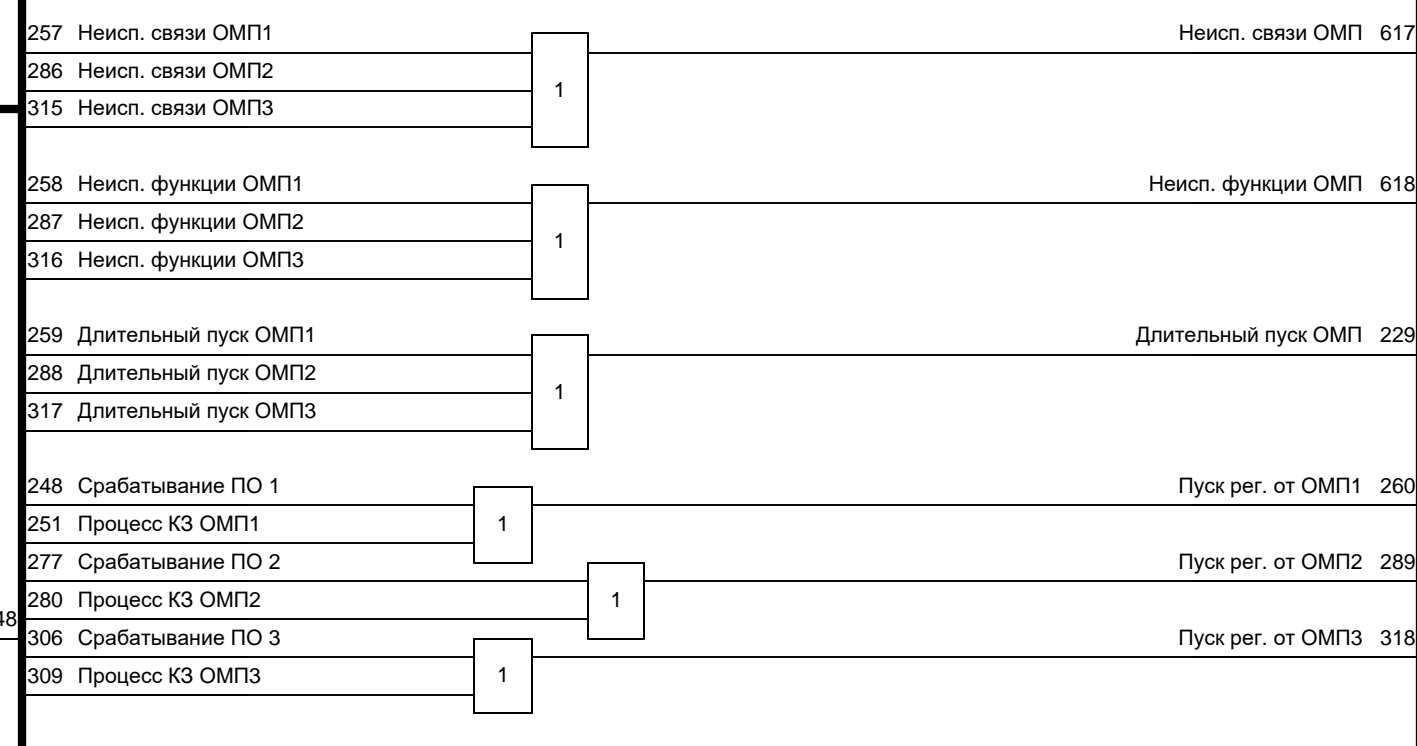 257 Неисп. связи ОМП1 Неисп. связи ОМП 617
286 Неисп. связи ОМП2
1
315 Неисп. связи ОМП3
258 Неисп. функции ОМП1 Неисп. функции ОМП 618
287 Неисп. функции ОМП2
1
316 Неисп. функции ОМП3
259 Длительный пуск ОМП1 Длительный пуск ОМП 229
288 Длительный пуск ОМП2
1
317 Длительный пуск ОМП3
248 Срабатывание ПО 1 Пуск рег. от ОМП1 260
251 Процесс КЗ ОМП1 1
277 Срабатывание ПО 2 Пуск рег. от ОМП2 289
280 Процесс КЗ ОМП2 1
48
306 Срабатывание ПО 3 Пуск рег. от ОМП3 318
309 Процесс КЗ ОМП3 1